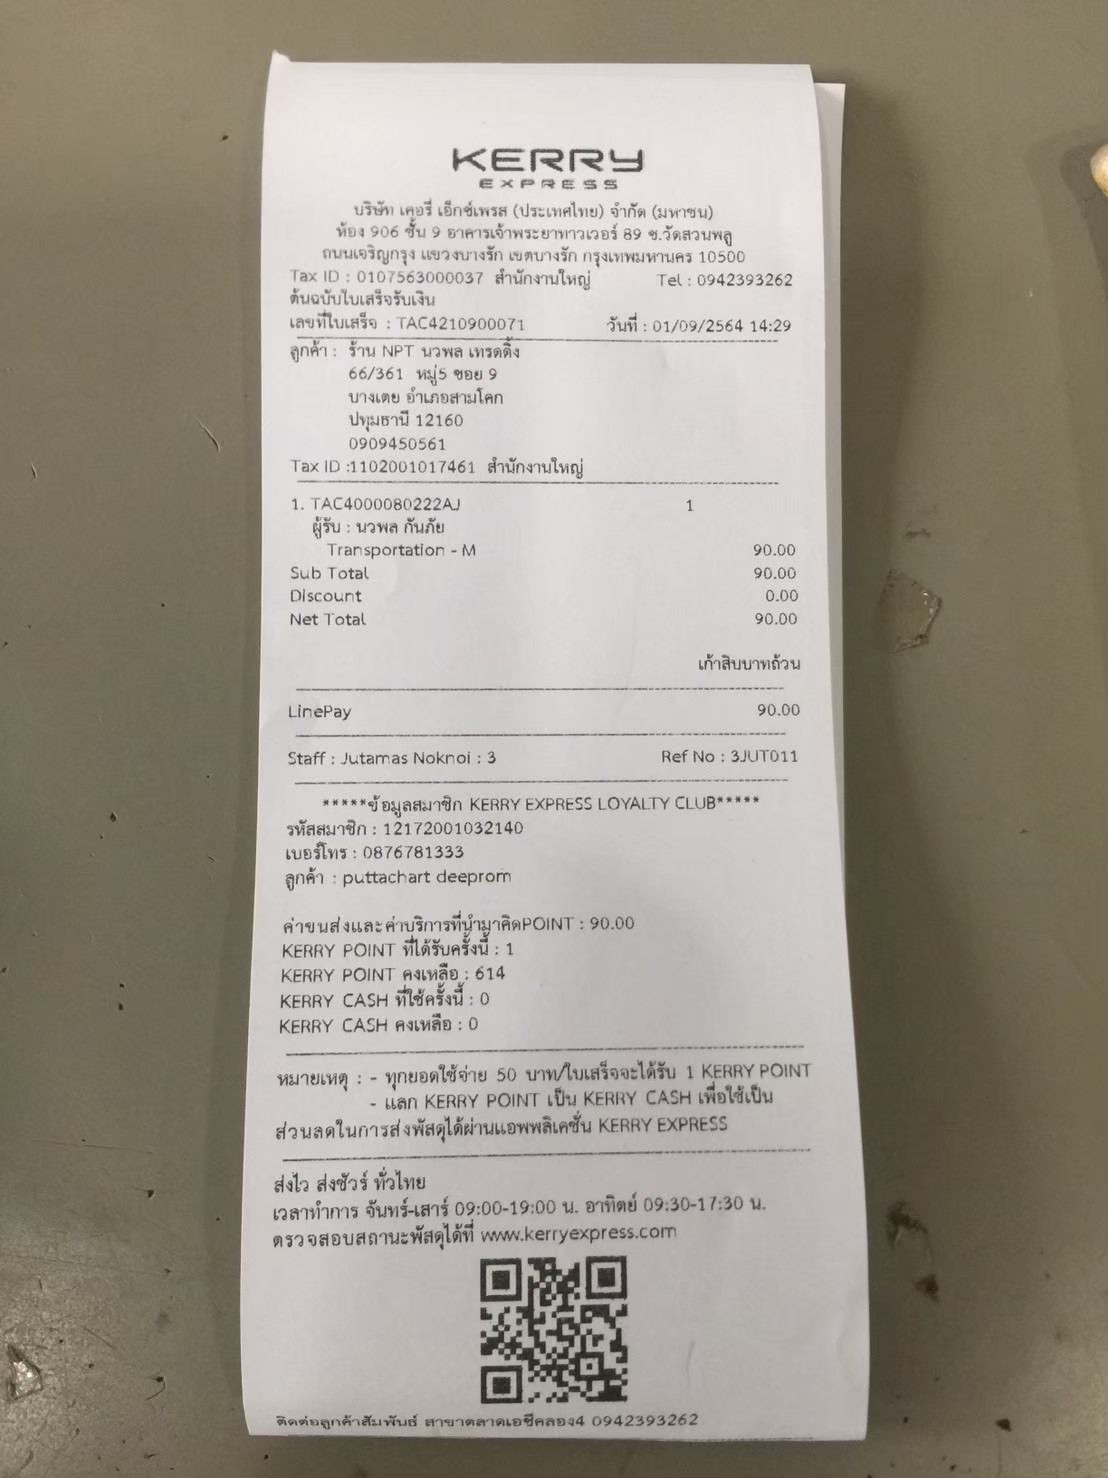 KERRY
EXPRESS
บริษัท เคอรี่ เอ็กซ์เพรส (ประเทศไทย) จำกัด (มหาชน)
ห้อง 906 ชั้น 9 อาคารเจ้าพระยาทาวเวอร์ 89 ซ.วัดสวนพลู
ถนนเจริญกรุง แขวงบางรัก เขตบางรัก กรุงเทพมหานคร 10500
Tax ID : 0107563000037 สำนักงานใหญ่ Tel : 0942393262
ต้นฉบับใบเสร็จรับเงิน
เลขที่ใบเสร็จ : TAC4210900071 วันที่ : 01/09/2564 14:29
ลูกค้า : ร้าน NPT นวพล เทรดดิ้ง
66/361 หมู่5 ซอย 9
บางเตย อำเภอสามโคก
ปทุมธานี 12160
0909450561
Tax ID :1102001017461 สำนักงานใหญ่
1. TAC4000080222AJ 1
ผู้รับ : นวพล กันภัย
Transportation - M 90.00
Sub Total 90.00
Discount 0.00
Net Total 90.00
เก้าสิบบาทถ้วน
LinePay 90.00
Staff : Jutamas Noknoi : 3 Ref No : 3JUT011
*****ข้อมูลสมาชิก KERRY EXPRESS LOYALTY CLUB*****
รหัสสมาชิก : 12172001032140
เบอร์โทร : 0876781333
ลูกค้า : puttachart deeprom
ค่าขนส่งและค่าบริการที่นำมาคิดPOINT : 90.00
KERRY POINT ที่ได้รับครั้งนี้ : 1
KERRY POINT คงเหลือ : 614
KERRY CASH ที่ใช้ครั้งนี้ : 0
KERRY CASH คงเหลือ : 0
หมายเหตุ : - ทุกยอดใช้จ่าย 50 บาท/ใบเสร็จจะได้รับ 1 KERRY POINT
- แลก KERRY POINT เป็น KERRY CASH เพื่อใช้เป็น
ส่วนลดในการส่งพัสดุได้ผ่านแอพพลิเคชั่น KERRY EXPRESS
ส่งไว ส่งชัวร์ ทั่วไทย
เวลาทำการ จันทร์-เสาร์ 09:00-19:00 น. อาทิตย์ 09:30-17:30 น.
ตรวจสอบสถานะพัสดุได้ที่ www.kerryexpress.com
ติดต่อลูกค้าสัมพันธ์ สาขาตลาดเอซีคลอง4 0942393262